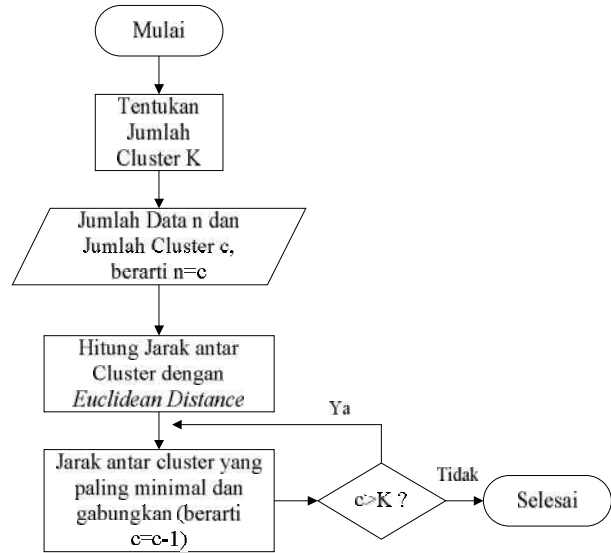 Mulai
Tentukan
Jumlah
Cluster K
Jumlah Data n dan
Jumlah Cluster c,
berarti n=c
Hitung Jarak antar
Cluster dengan
Euclidean Distance
Ya
Jarak antar cluster yang
paling minimal dan
gabungkan (berarti
c=c-1)
c>K ?
Tidak
Selesai